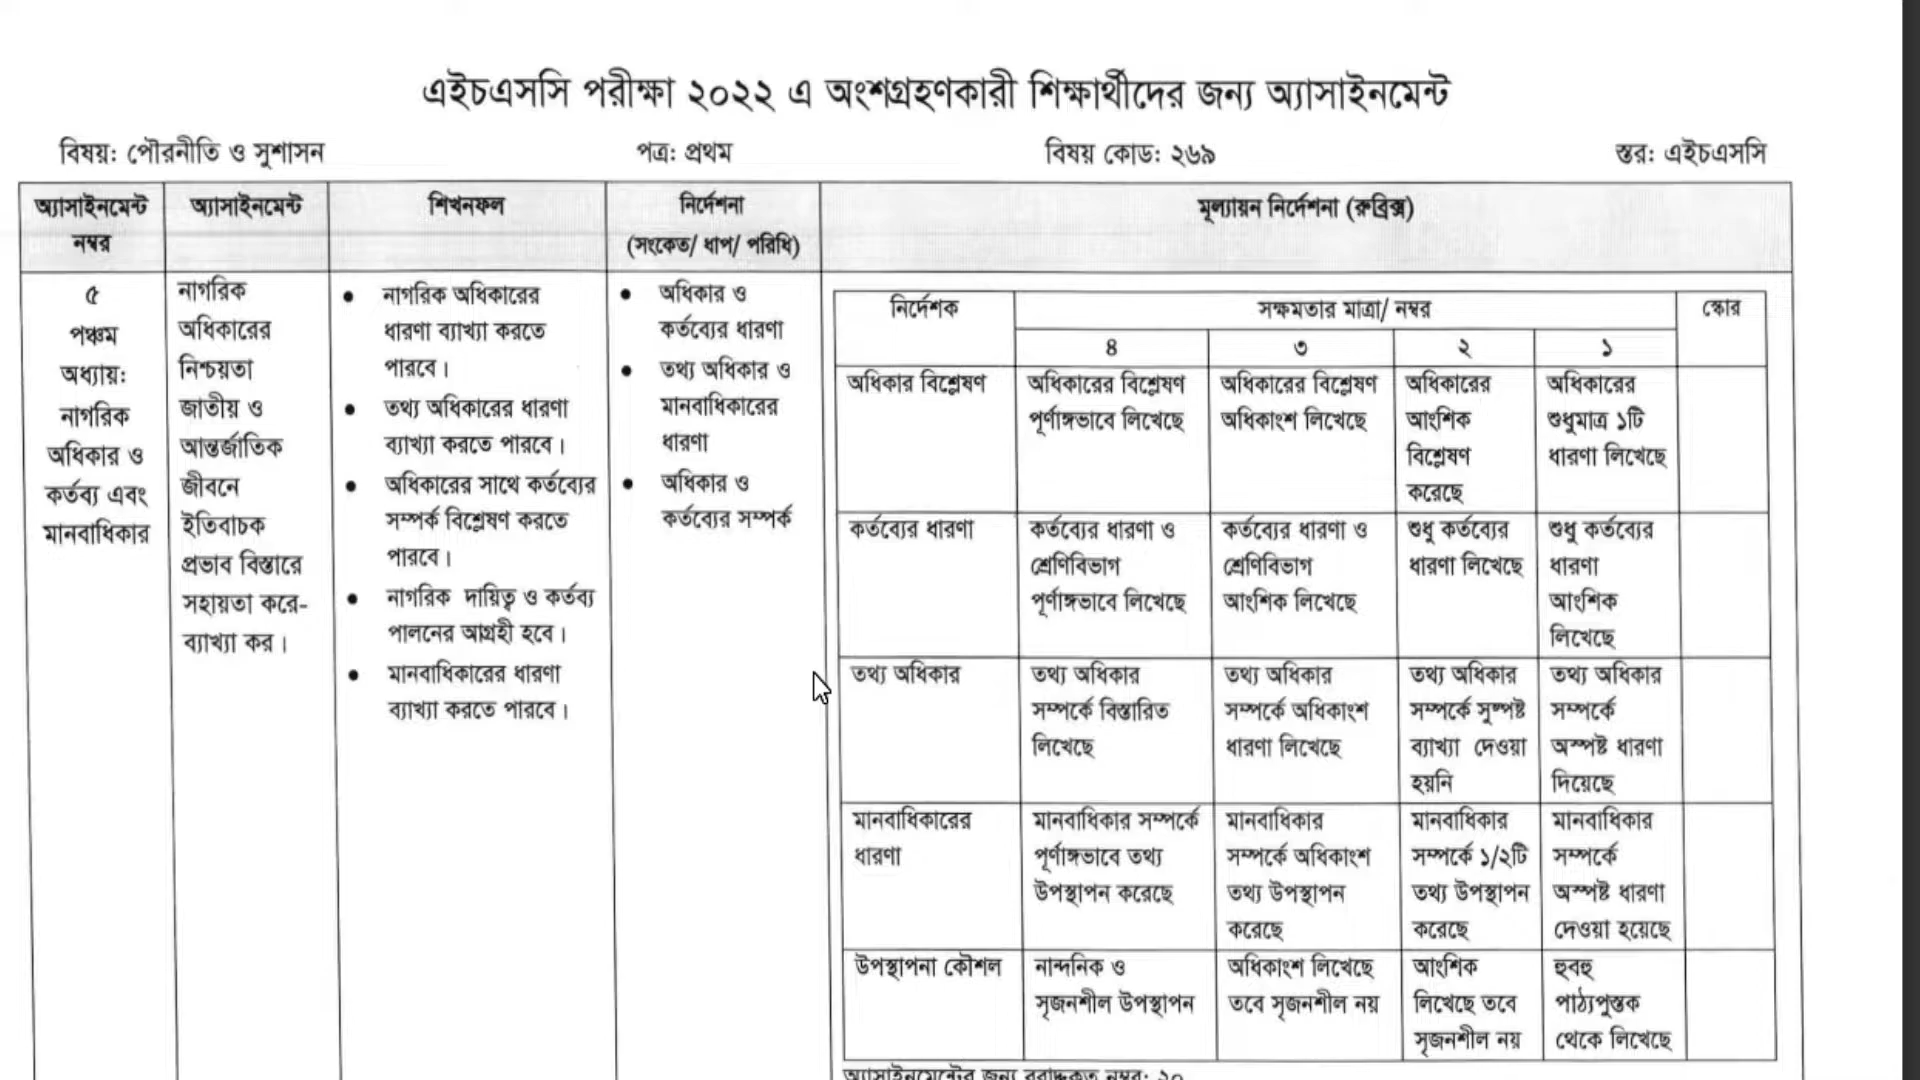 এইচএসসি পরীক্ষা ২০২২ এ অংশগ্রহণকারী শিক্ষার্থীদের জন্য অ্যাসাইনমেন্ট
বিষয়: পৌরনীতি ও সুশাসন পত্র: প্রথম বিষয় কোড: ২৬৯ স্তর: এইচএসসি
অ্যাসাইনমেন্ট
নম্বর
অ্যাসাইনমেন্ট
শিখনফল
নির্দেশনা
(সংকেত/ ধাপ/ পরিধি)
মূল্যায়ন নির্দেশনা (রুব্রিক্স)
৫
পঞ্চম
অধ্যায়:
নাগরিক
অধিকার ও
কর্তব্য এবং
মানবাধিকার
নাগরিক
অধিকারের
নিশ্চয়তা
জাতীয় ও
আন্তর্জাতিক
জীবনে
ইতিবাচক
প্রভাব বিস্তারে
সহায়তা করে-
ব্যাখ্যা কর।
• নাগরিক অধিকারের
ধারণা ব্যাখ্যা করতে
পারবে।
• তথ্য অধিকারের ধারণা
ব্যাখ্যা করতে পারবে।
• অধিকারের সাথে কর্তব্যের
সম্পর্ক বিশ্লেষণ করতে
পারবে।
• নাগরিক দায়িত্ব ও কর্তব্য
পালনের আগ্রহী হবে।
• মানবাধিকারের ধারণা
ব্যাখ্যা করতে পারবে।
• অধিকার ও
কর্তব্যের ধারণা
• তথ্য অধিকার ও
মানবাধিকারের
ধারণা
• অধিকার ও
কর্তব্যের সম্পর্ক
নির্দেশক
সক্ষমতার মাত্রা/ নম্বর
স্কোর
৪ ৩ ২ ১
অধিকার বিশ্লেষণ
অধিকারের বিশ্লেষণ
পূর্ণাঙ্গভাবে লিখেছে
অধিকারের বিশ্লেষণ
অধিকাংশ লিখেছে
অধিকারের
আংশিক
বিশ্লেষণ
করেছে
অধিকারের
শুধুমাত্র ১টি
ধারণা লিখেছে
কর্তব্যের ধারণা
কর্তব্যের ধারণা ও
শ্রেণিবিভাগ
পূর্ণাঙ্গভাবে লিখেছে
কর্তব্যের ধারণা ও
শ্রেণিবিভাগ
আংশিক লিখেছে
শুধু কর্তব্যের
ধারণা লিখেছে
শুধু কর্তব্যের
ধারণা
আংশিক
লিখেছে
তথ্য অধিকার
তথ্য অধিকার
সম্পর্কে বিস্তারিত
লিখেছে
তথ্য অধিকার
সম্পর্কে অধিকাংশ
ধারণা লিখেছে
তথ্য অধিকার
সম্পর্কে সুষ্পষ্ট
ব্যাখ্যা দেওয়া
হয়নি
তথ্য অধিকার
সম্পর্কে
অস্পষ্ট ধারণা
দিয়েছে
মানবাধিকারের
ধারণা
মানবাধিকার সম্পর্কে
পূর্ণাঙ্গভাবে তথ্য
উপস্থাপন করেছে
মানবাধিকার
সম্পর্কে অধিকাংশ
তথ্য উপস্থাপন
করেছে
মানবাধিকার
সম্পর্কে ১/২টি
তথ্য উপস্থাপন
করেছে
মানবাধিকার
সম্পর্কে
অস্পষ্ট ধারণা
দেওয়া হয়েছে
উপস্থাপনা কৌশল
নান্দনিক ও
সৃজনশীল উপস্থাপন
অধিকাংশ লিখেছে
তবে সৃজনশীল নয়
আংশিক
লিখেছে তবে
সৃজনশীল নয়
হুবহু
পাঠ্যপুস্তক
থেকে লিখেছে
অ্যাসাইনমেন্টের জন্য বরাদ্দকৃত নম্বর: ২০